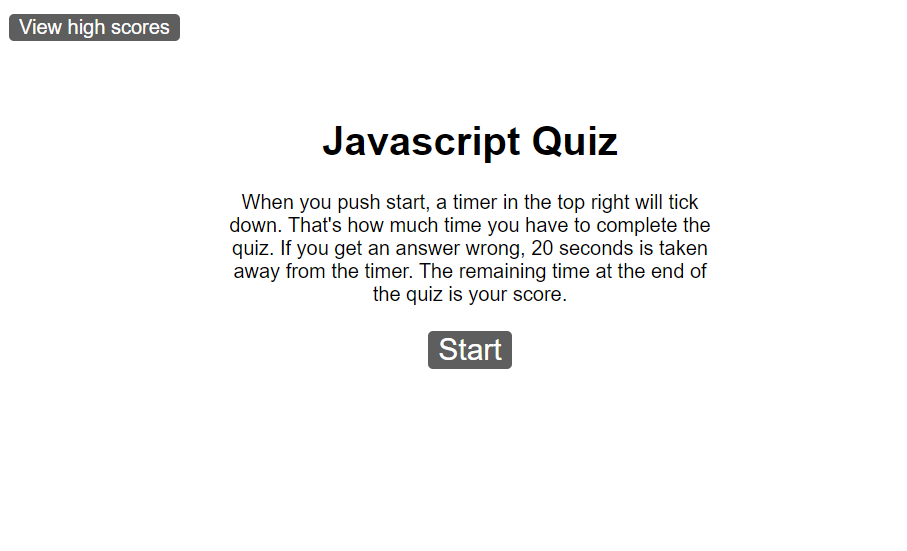 View high scores
Javascript Quiz
When you push start, a timer in the top right will tick
down. That's how much time you have to complete the
quiz. If you get an answer wrong, 20 seconds is taken
away from the timer. The remaining time at the end of
the quiz is your score.
Start